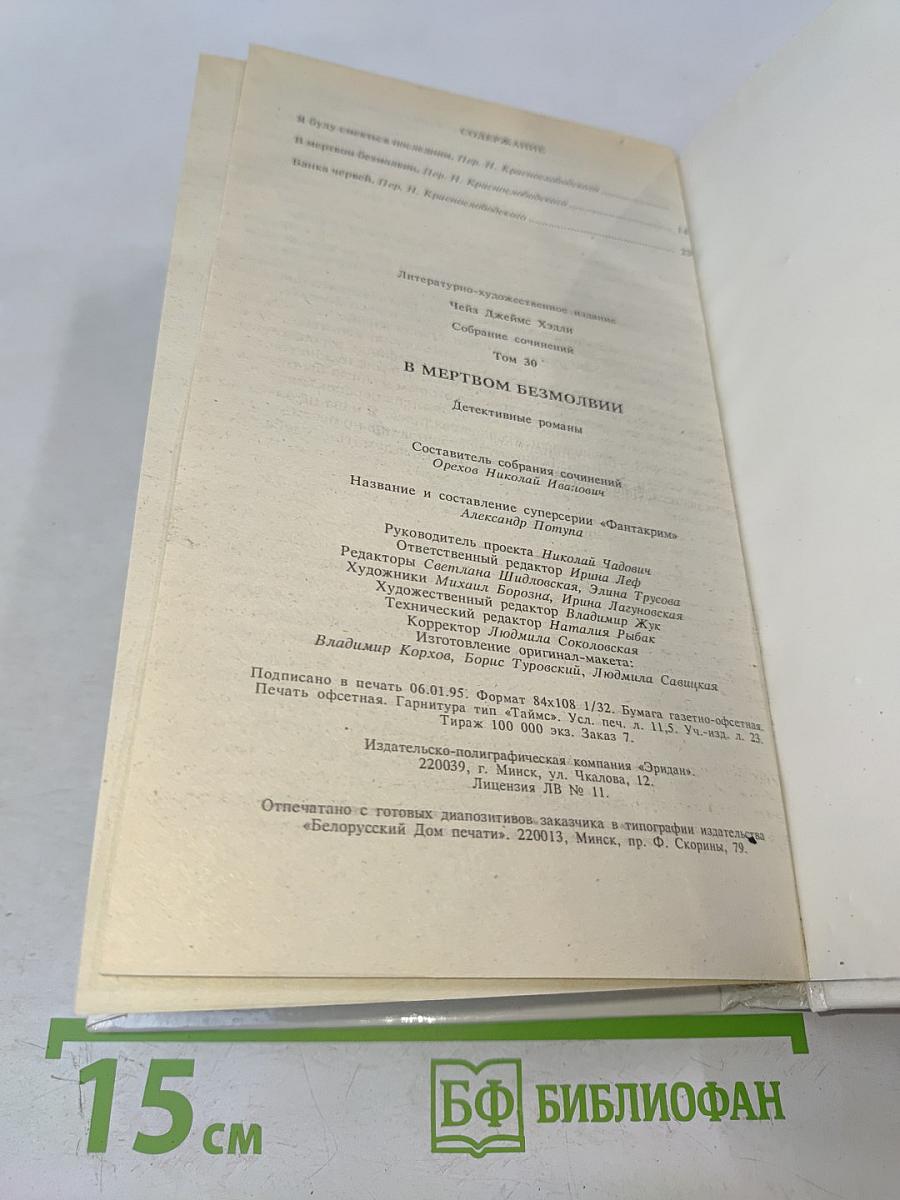 СОДЕРЖАНИЕ
Я буду смеяться последним. Пер. Н. Краснослободского
В мертвом безмолвии. Пер. Н. Краснослободского
Банка червей. Пер. Н. Краснослободского
Литературно-художественное издание
Чейз Джеймс Хэдли
Собрание сочинений
Том 30
В МЕРТВОМ БЕЗМОЛВИИ
Детективные романы
Составитель собрания сочинений
Орехов Николай Иванович
Название и составление суперсерии «Фантакрим»
Александр Потупа
Руководитель проекта Николай Чадович
Ответственный редактор Ирина Леф
Редакторы Светлана Шидловская, Элина Трусова
Художники Михаил Борозна, Ирина Лагуновская
Художественный редактор Владимир Жук
Технический редактор Наталия Рыбак
Корректор Людмила Соколовская
Изготовление оригинал-макета:
Владимир Корхов, Борис Туровский, Людмила Савицкая
Подписано в печать 06.01.95. Формат 84x108 1/32. Бумага газетно-офсетная.
Печать офсетная. Гарнитура тип «Таймс». Усл. печ. л. 11,5. Уч.-изд. л. 23.
Тираж 100 000 экз. Заказ 7.
Издательско-полиграфическая компания «Эридан».
220039, г. Минск, ул. Чкалова, 12.
Лицензия ЛВ № 11.
Отпечатано с готовых диапозитивов заказчика в типографии издательства
«Белорусский Дом печати». 220013, Минск, пр. Ф. Скорины, 79.
15 см
БФ БИБЛИОФАН